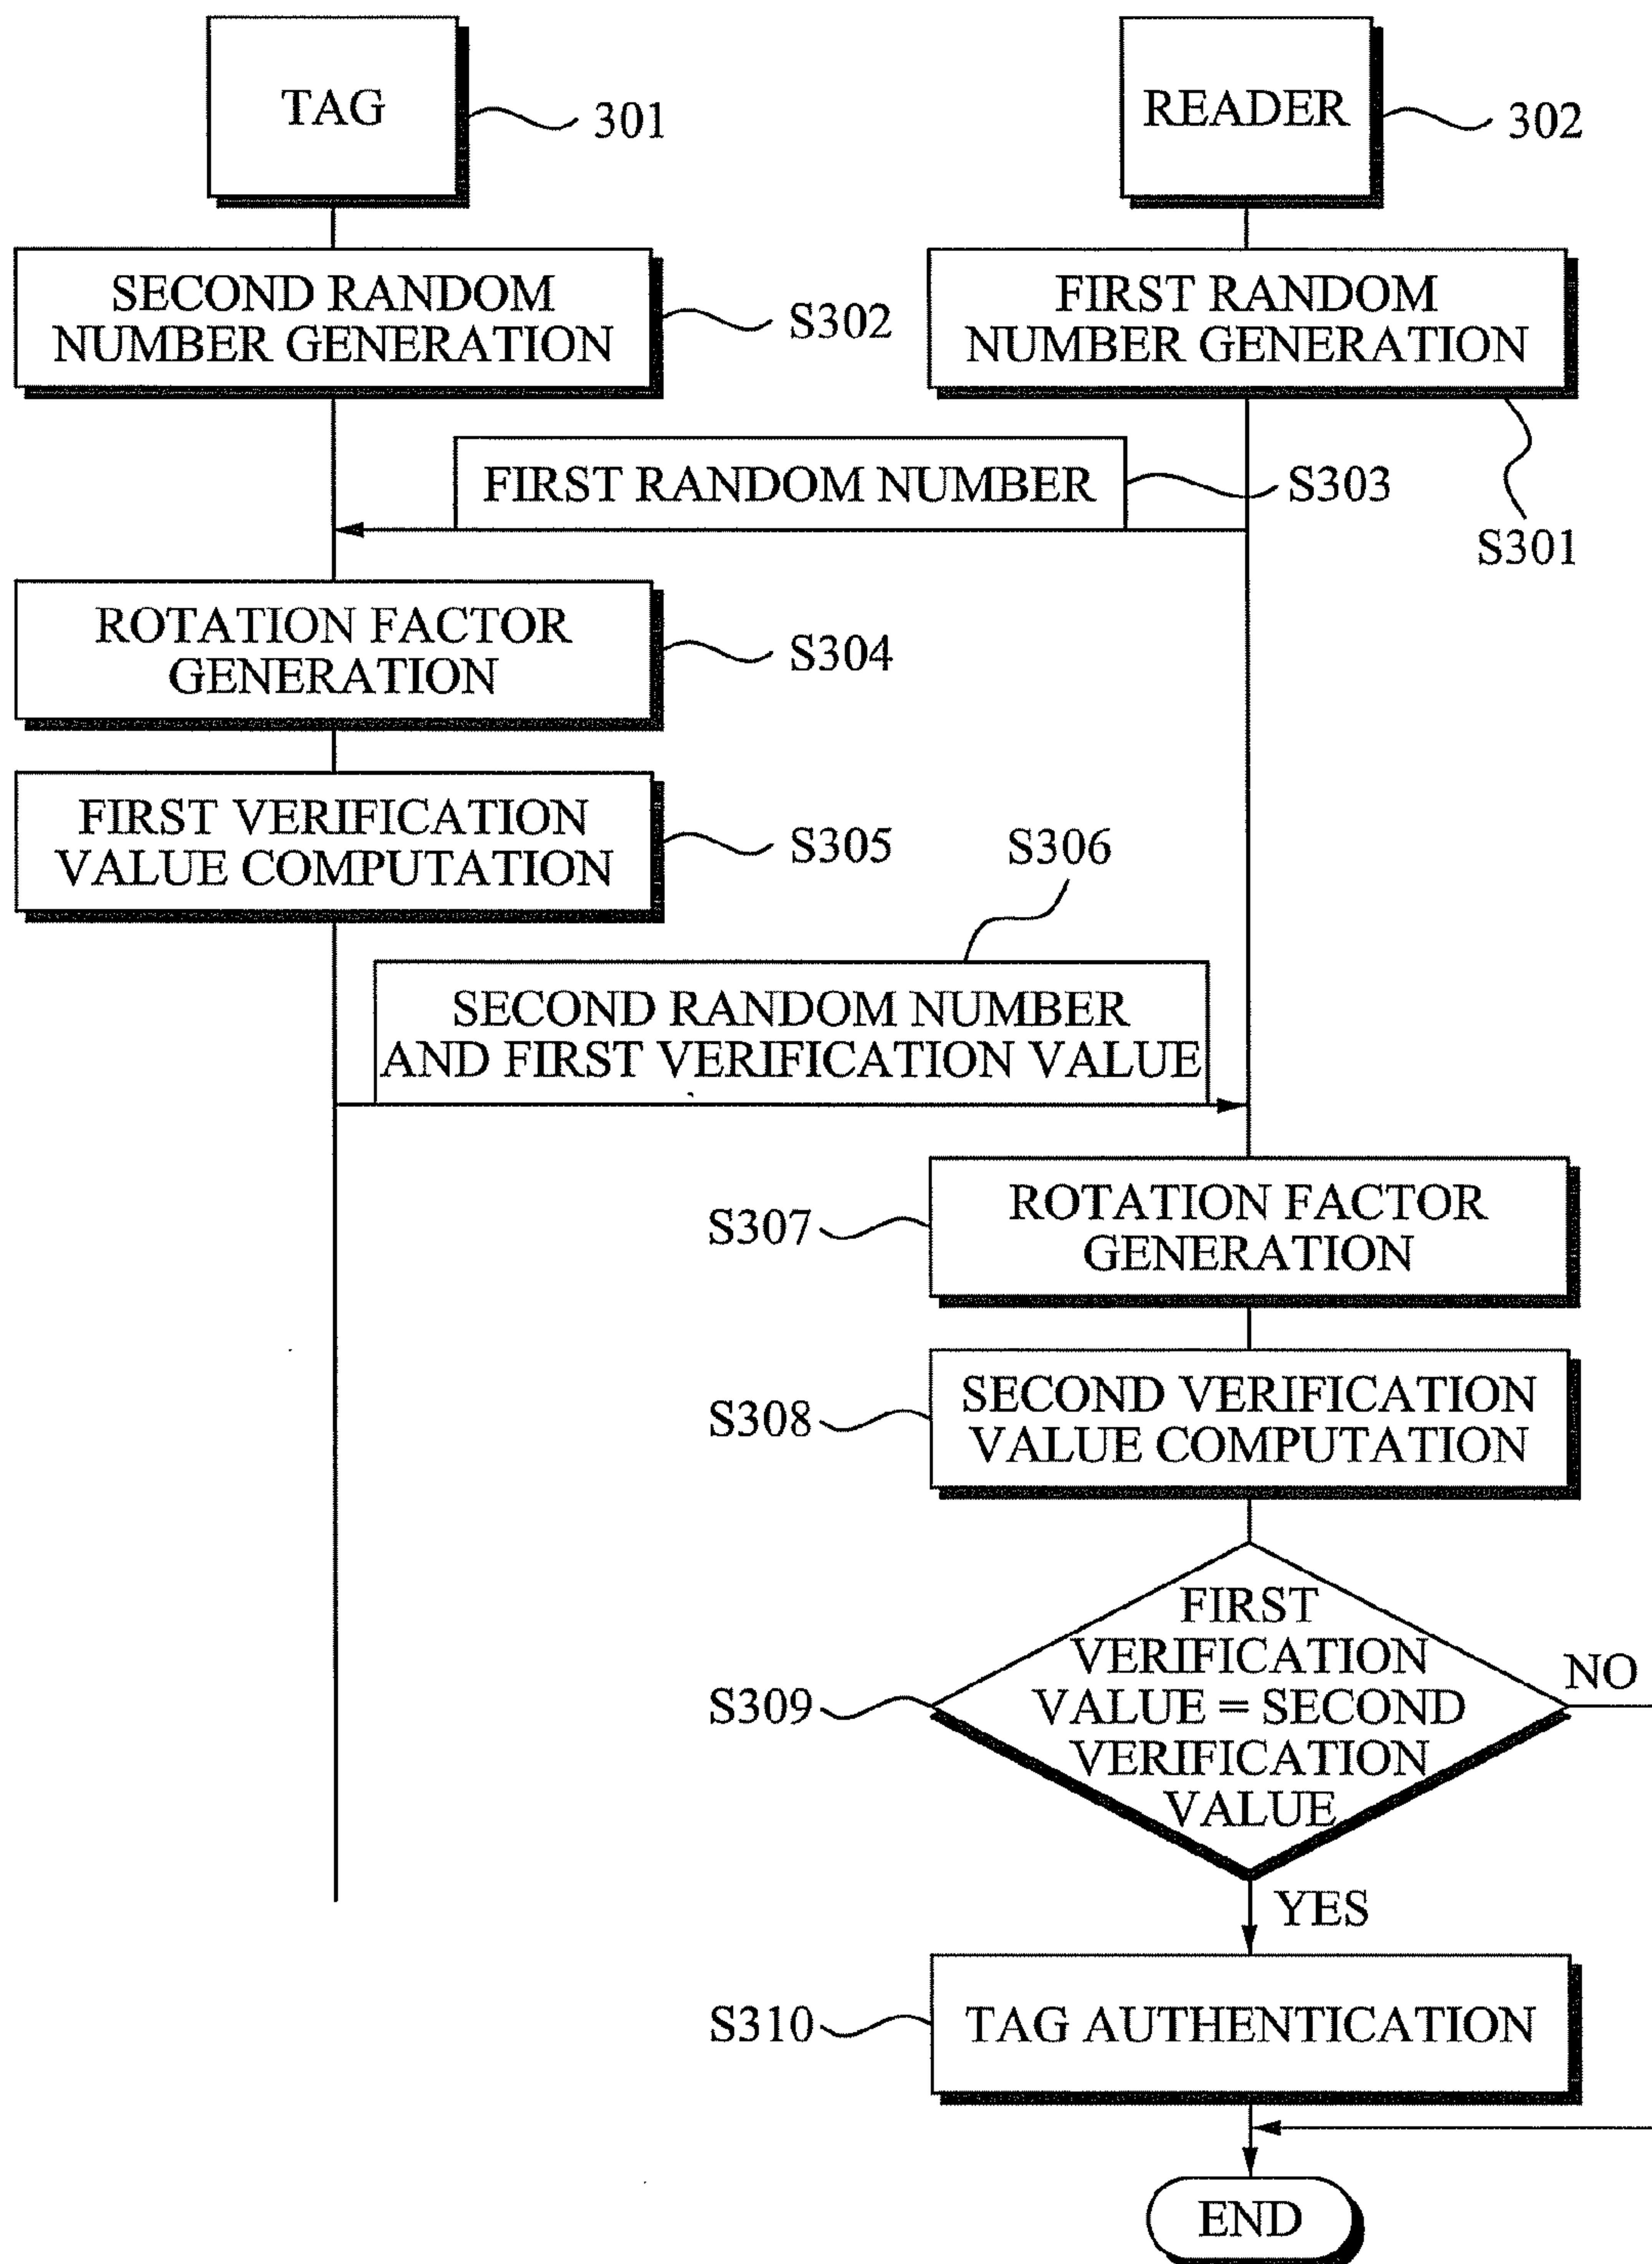 TAG
301
READER
302
SECOND RANDOM
NUMBER GENERATION
S302
FIRST RANDOM
NUMBER GENERATION
S301
FIRST RANDOM NUMBER
S303
ROTATION FACTOR
GENERATION
S304
FIRST VERIFICATION
VALUE COMPUTATION
S305
S306
SECOND RANDOM NUMBER
AND FIRST VERIFICATION VALUE
S307
ROTATION FACTOR
GENERATION
S308
SECOND VERIFICATION
VALUE COMPUTATION
S309
FIRST
VERIFICATION
VALUE = SECOND
VERIFICATION
VALUE
NO
YES
S310
TAG AUTHENTICATION
END